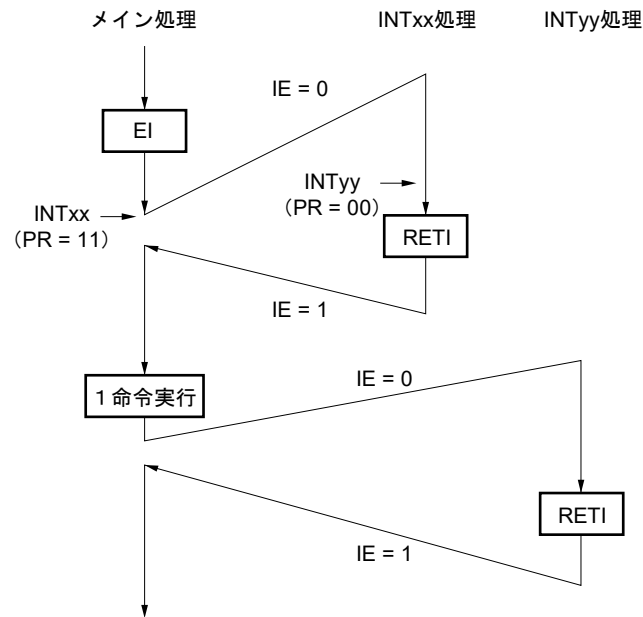 メイン処理
INTxx処理
INTyy処理
IE = 0
EI
INTyy
（PR = 00）
INTxx
（PR = 11）
RETI
IE = 1
IE = 0
１命令実行
RETI
IE = 1